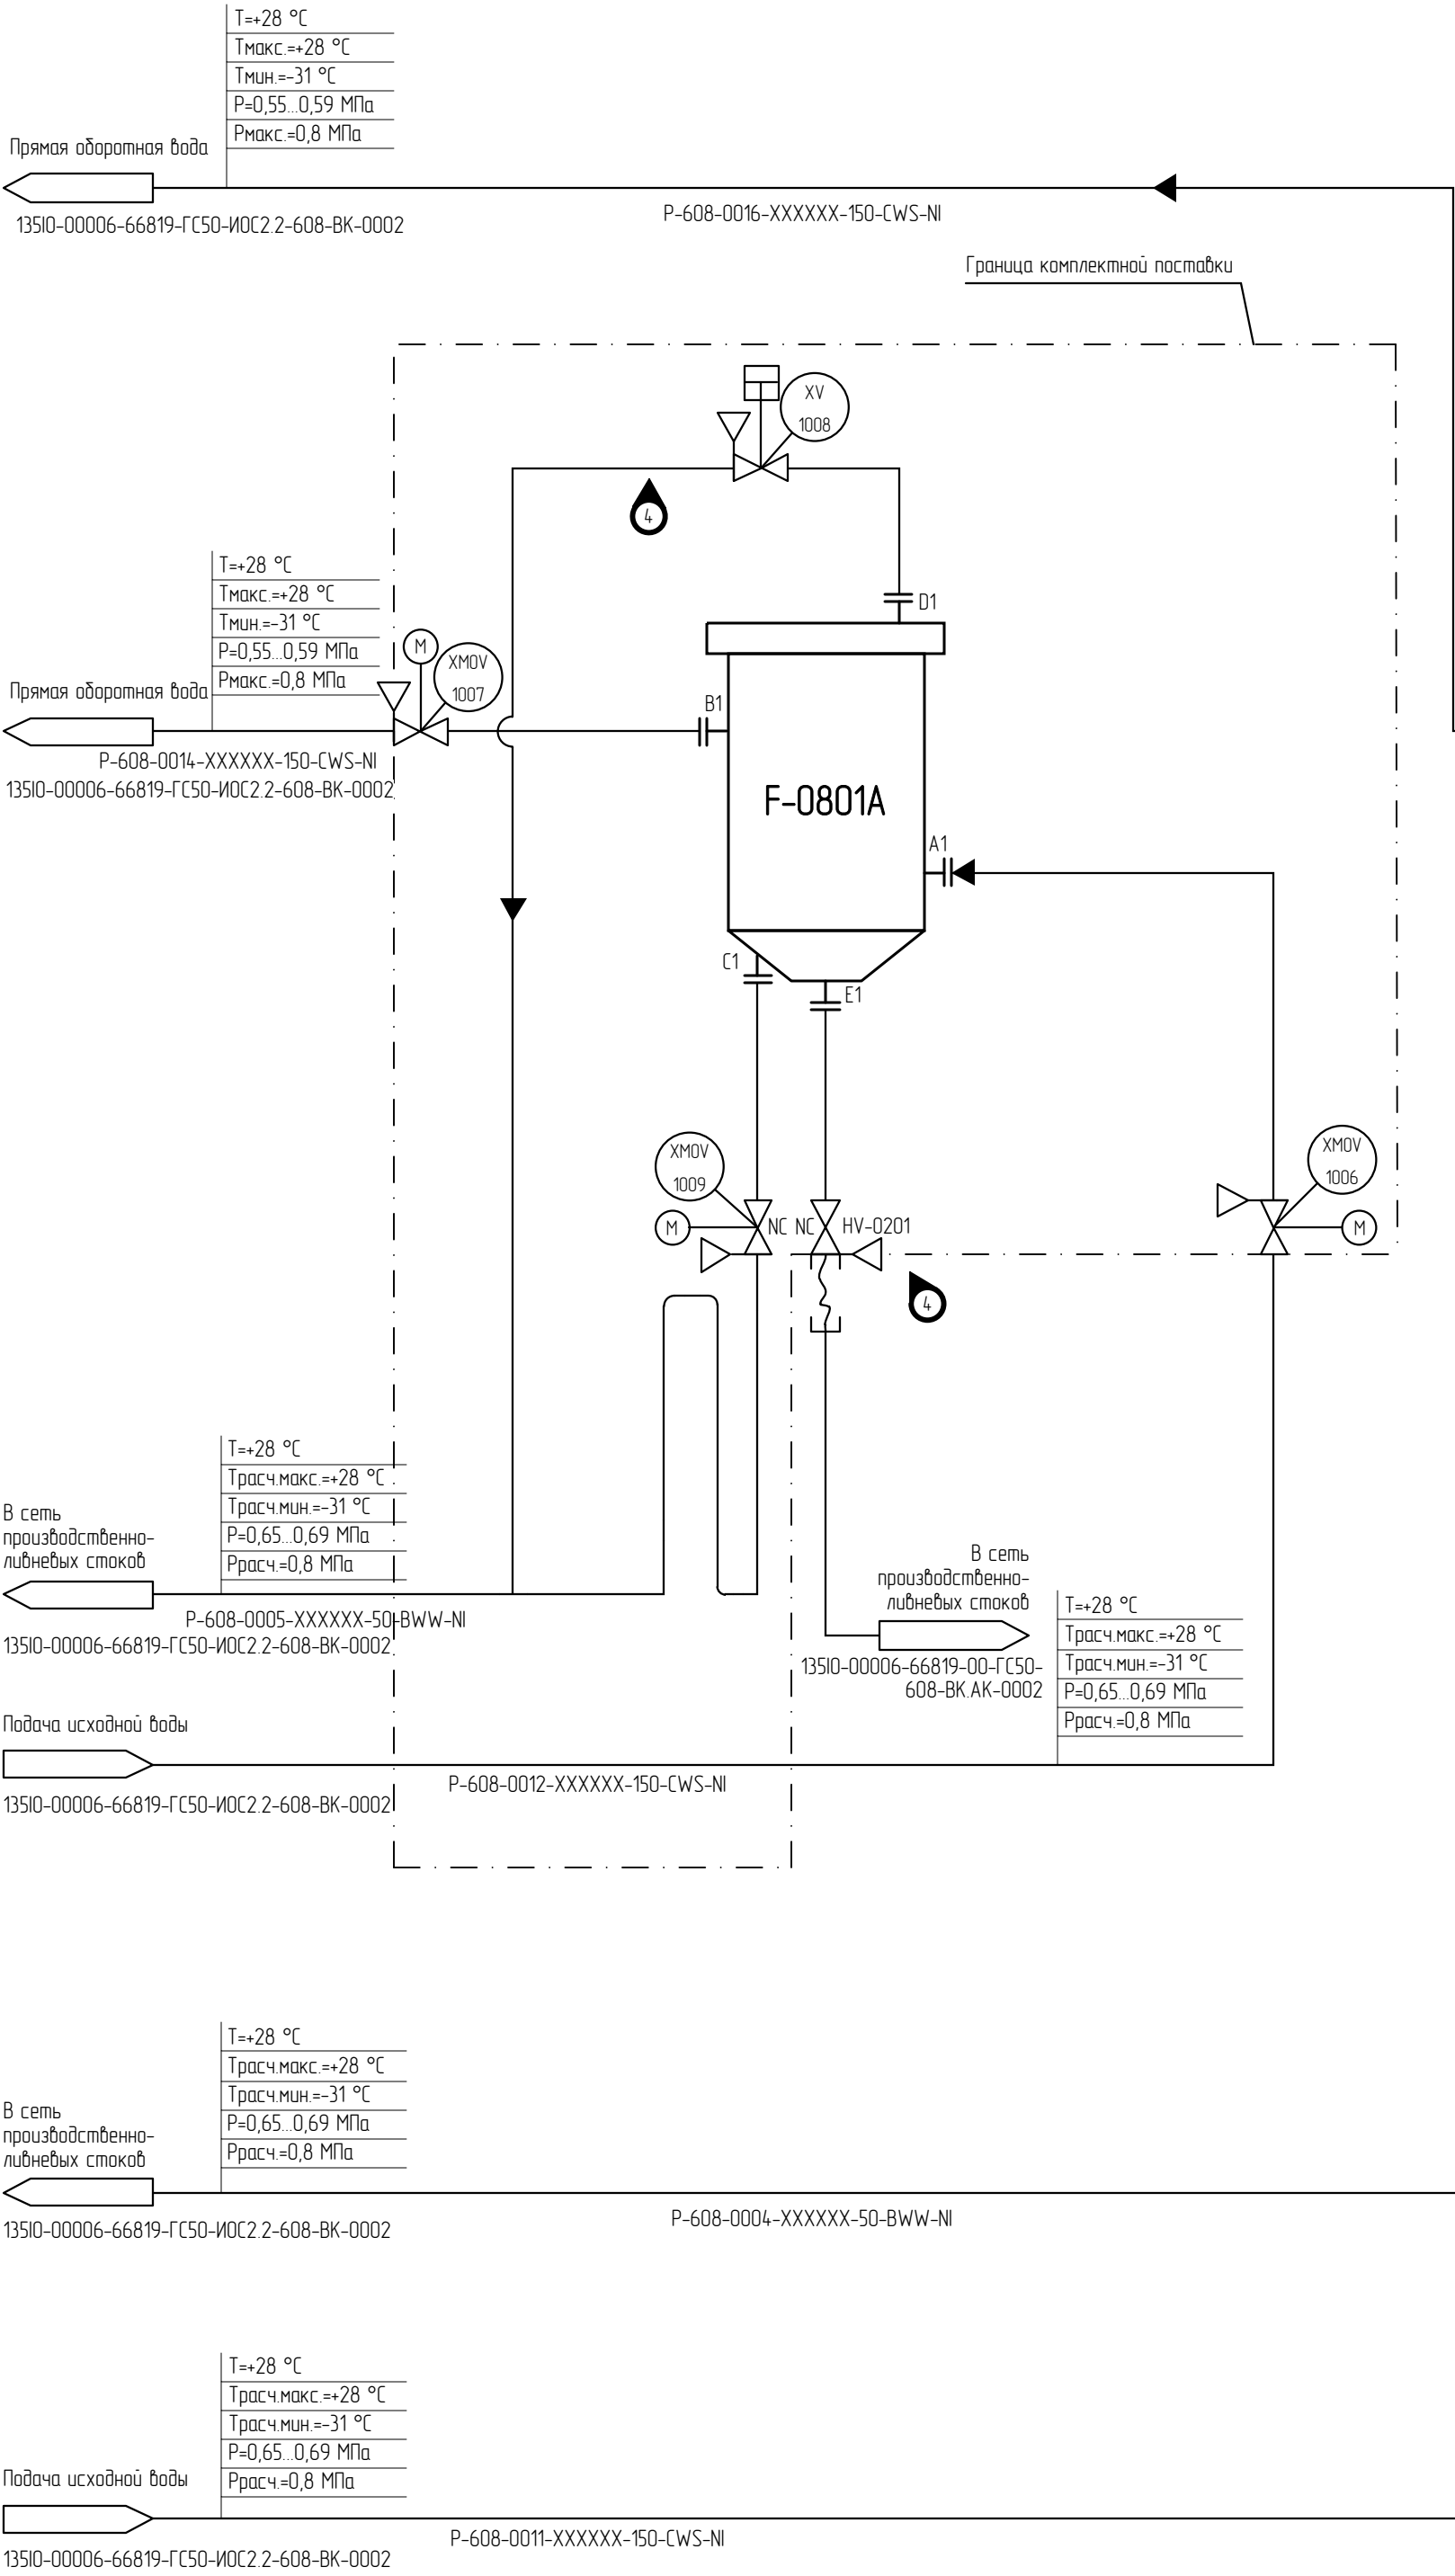 T=+28 °C
Tмакс.=+28 °C
Tмин.=-31 °C
P=0,55...0,59 МПа
Pмакс.=0,8 МПа
Прямая оборотная вода
135I0-00006-66819-ГС50-ИОС2.2-608-ВК-0002
P-608-0016-XXXXXX-150-CWS-NI
Граница комплектной поставки
XV
1008
4
T=+28 °C
Tмакс.=+28 °C
Tмин.=-31 °C
P=0,55...0,59 МПа
Pмакс.=0,8 МПа
Прямая оборотная вода
P-608-0014-XXXXXX-150-CWS-NI
135I0-00006-66819-ГС50-ИОС2.2-608-ВК-0002
M
XMOV
1007
D1
B1
F-0801A
A1
C1
E1
XMOV
1009
M
NC
NC
HV-0201
XMOV
1006
M
4
T=+28 °C
Tрасч.макс.=+28 °C
Tрасч.мин.=-31 °C
P=0,65...0,69 МПа
Pрасч.=0,8 МПа
В сеть
производственно-
ливневых стоков
P-608-0005-XXXXXX-50-BWW-NI
135I0-00006-66819-ГС50-ИОС2.2-608-ВК-0002
В сеть
производственно-
ливневых стоков
135I0-00006-66819-00-ГС50-
608-ВК.АК-0002
T=+28 °C
Tрасч.макс.=+28 °C
Tрасч.мин.=-31 °C
P=0,65...0,69 МПа
Pрасч.=0,8 МПа
Подача исходной воды
P-608-0012-XXXXXX-150-CWS-NI
135I0-00006-66819-ГС50-ИОС2.2-608-ВК-0002
T=+28 °C
Tрасч.макс.=+28 °C
Tрасч.мин.=-31 °C
P=0,65...0,69 МПа
Pрасч.=0,8 МПа
В сеть
производственно-
ливневых стоков
135I0-00006-66819-ГС50-ИОС2.2-608-ВК-0002
P-608-0004-XXXXXX-50-BWW-NI
T=+28 °C
Tрасч.макс.=+28 °C
Tрасч.мин.=-31 °C
P=0,65...0,69 МПа
Pрасч.=0,8 МПа
Подача исходной воды
P-608-0011-XXXXXX-150-CWS-NI
135I0-00006-66819-ГС50-ИОС2.2-608-ВК-0002